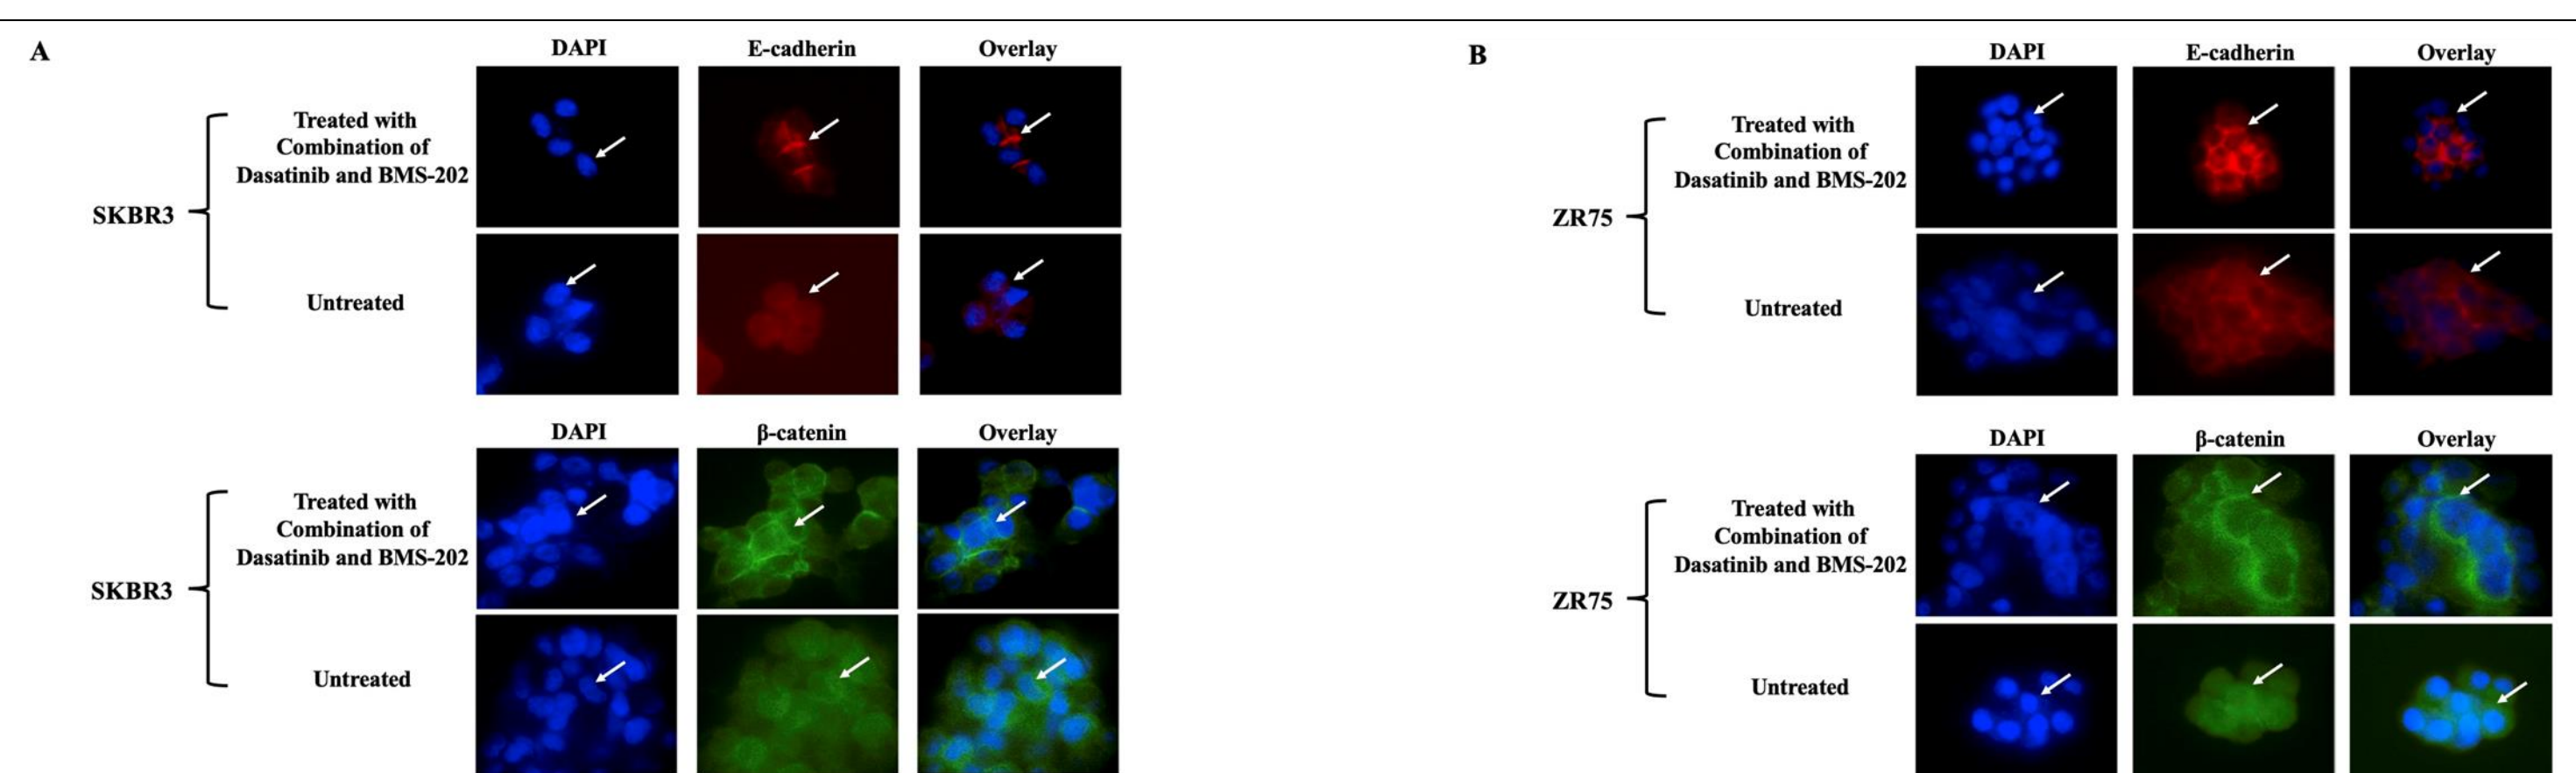 A
DAPI E-cadherin Overlay
Treated with
Combination of
Dasatinib and BMS-202
SKBR3
Untreated
DAPI β-catenin Overlay
Treated with
Combination of
Dasatinib and BMS-202
SKBR3
Untreated
B
DAPI E-cadherin Overlay
Treated with
Combination of
Dasatinib and BMS-202
ZR75
Untreated
DAPI β-catenin Overlay
Treated with
Combination of
Dasatinib and BMS-202
ZR75
Untreated